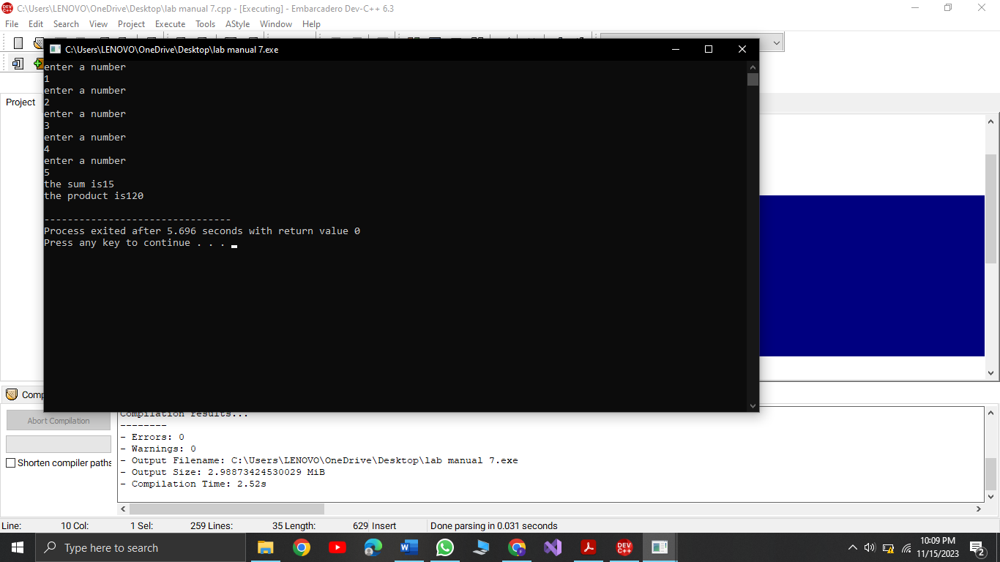 C:\Users\LENOVO\OneDrive\Desktop\lab manual 7.cpp - [Executing] - Embarcadero Dev-C++ 6.3
File Edit Search View Project Execute Tools AStyle Window Help
C:\Users\LENOVO\OneDrive\Desktop\lab manual 7.exe
enter a number
1
enter a number
2
enter a number
3
enter a number
4
enter a number
5
the sum is15
the product is120
--------------------------------
Process exited after 5.696 seconds with return value 0
Press any key to continue . . .
Project
Comp
Abort Compilation
Shorten compiler paths
Compilation results...
--------
- Errors: 0
- Warnings: 0
- Output Filename: C:\Users\LENOVO\OneDrive\Desktop\lab manual 7.exe
- Output Size: 2.98873424530029 MiB
- Compilation Time: 2.52s
Line: 10 Col: 1 Sel: 259 Lines: 35 Length: 629 Insert Done parsing in 0.031 seconds
Type here to search
10:09 PM
11/15/2023
2
DEV C++